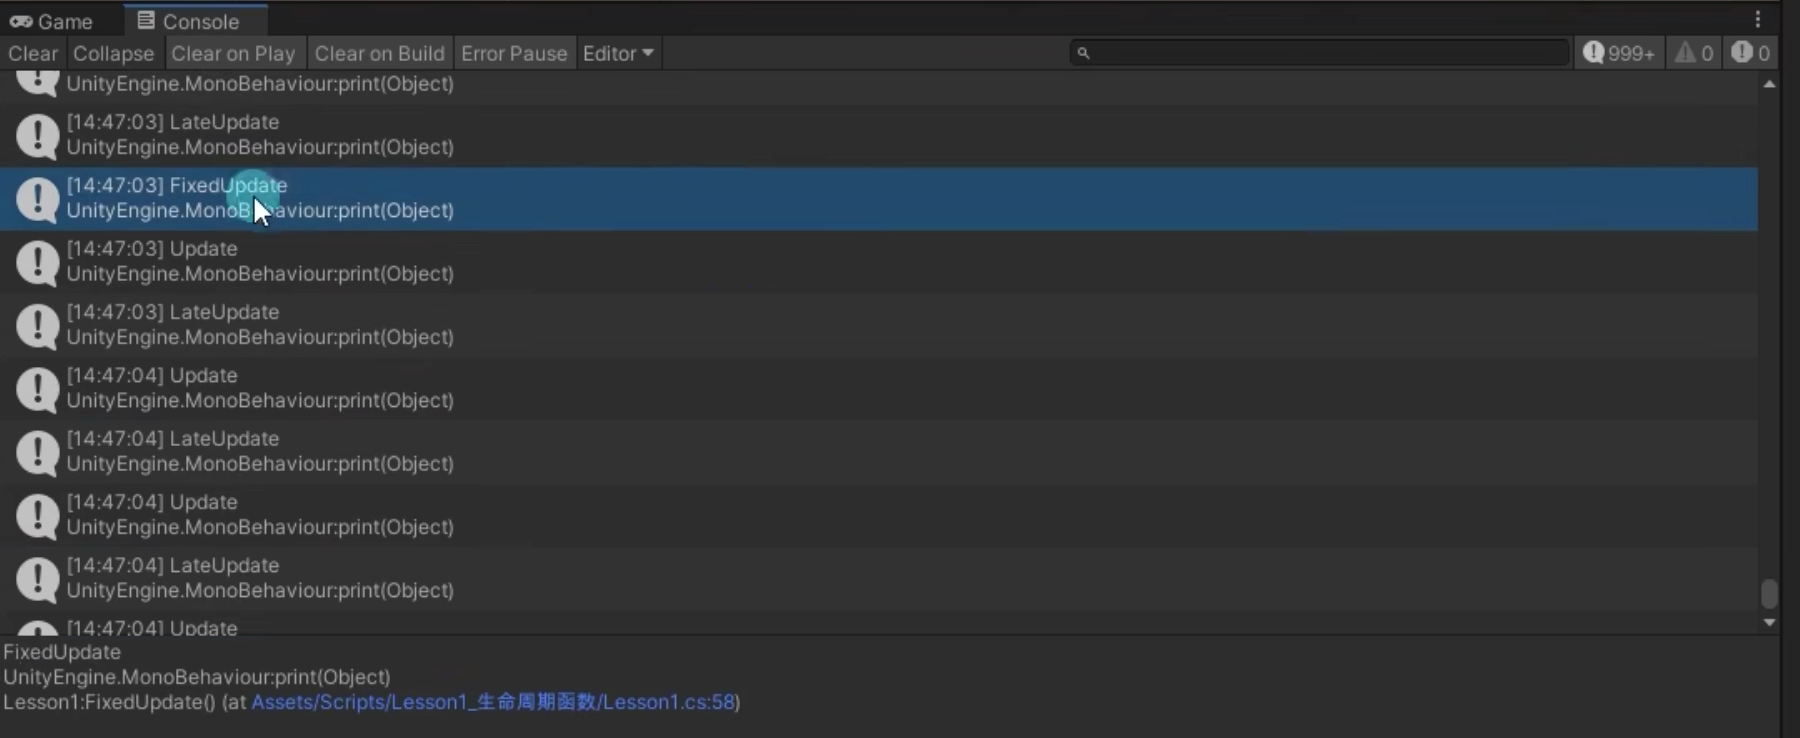 Game Console
Clear Collapse Clear on Play Clear on Build Error Pause Editor 999+ 0 0
UnityEngine.MonoBehaviour:print(Object)
[14:47:03] LateUpdate
UnityEngine.MonoBehaviour:print(Object)
[14:47:03] FixedUpdate
UnityEngine.MonoBehaviour:print(Object)
[14:47:03] Update
UnityEngine.MonoBehaviour:print(Object)
[14:47:03] LateUpdate
UnityEngine.MonoBehaviour:print(Object)
[14:47:04] Update
UnityEngine.MonoBehaviour:print(Object)
[14:47:04] LateUpdate
UnityEngine.MonoBehaviour:print(Object)
[14:47:04] Update
UnityEngine.MonoBehaviour:print(Object)
[14:47:04] LateUpdate
UnityEngine.MonoBehaviour:print(Object)
[14:47:04] Update
FixedUpdate
UnityEngine.MonoBehaviour:print(Object)
Lesson1:FixedUpdate() (at Assets/Scripts/Lesson1_生命周期函数/Lesson1.cs:58)